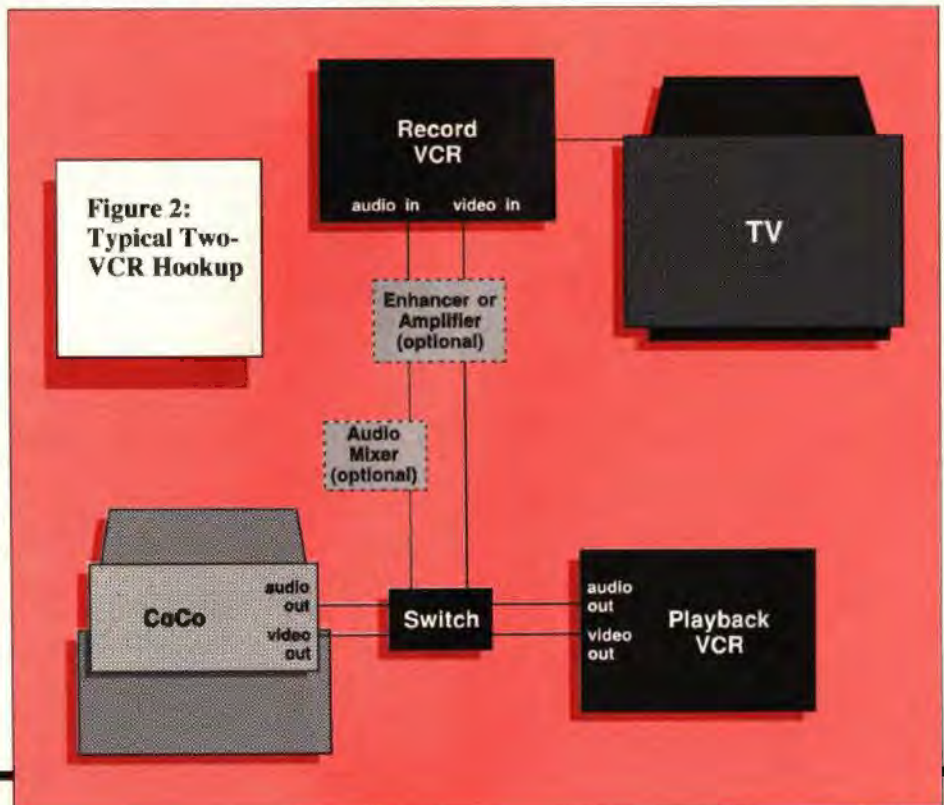 Figure 2:
Typical Two-
VCR Hookup
Record
VCR
audio in video in
TV
Enhancer or
Amplifier
(optional)
Audio
Mixer
(optional)
CoCo
audio
out
video
out
Switch
audio
out
video
out
Playback
VCR